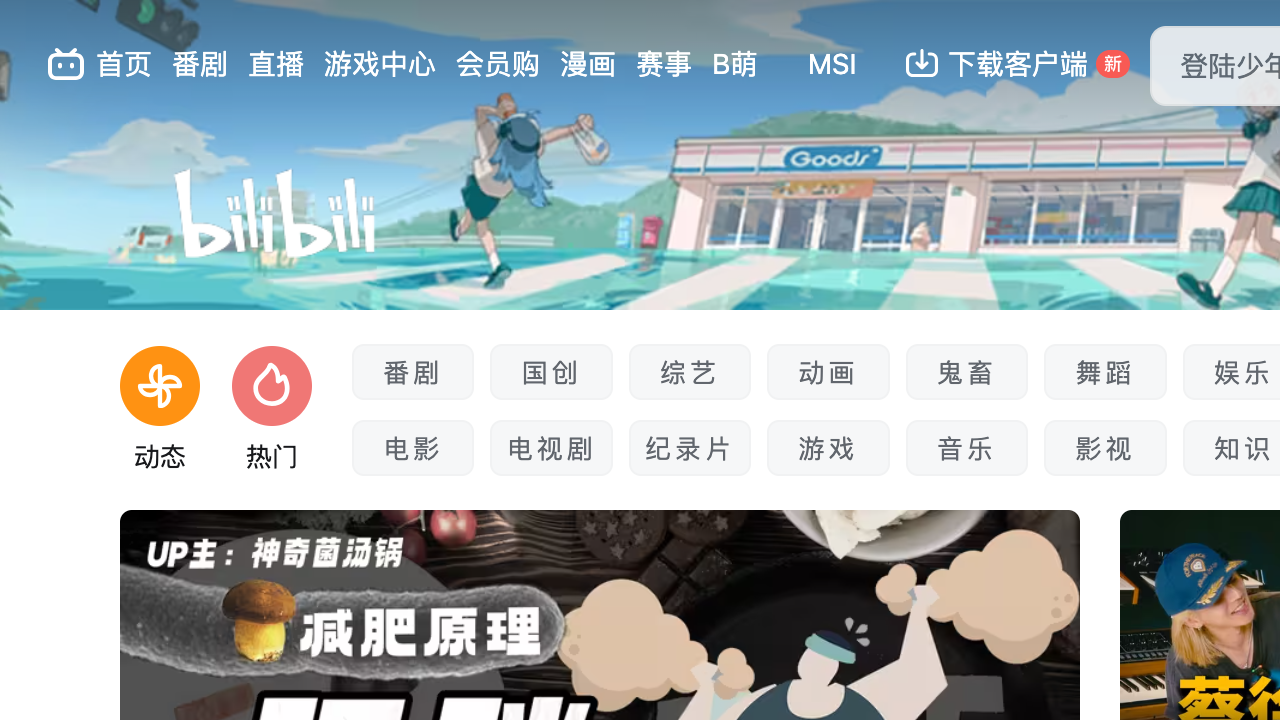 首页 番剧 直播 游戏中心 会员购 漫画 赛事 B萌 MSI 下载客户端 新 登陆少年
Goods
bilibili
番剧 国创 综艺 动画 鬼畜 舞蹈 娱乐
动态 热门 电影 电视剧 纪录片 游戏 音乐 影视 知识
UP主：神奇菌汤锅
减肥原理